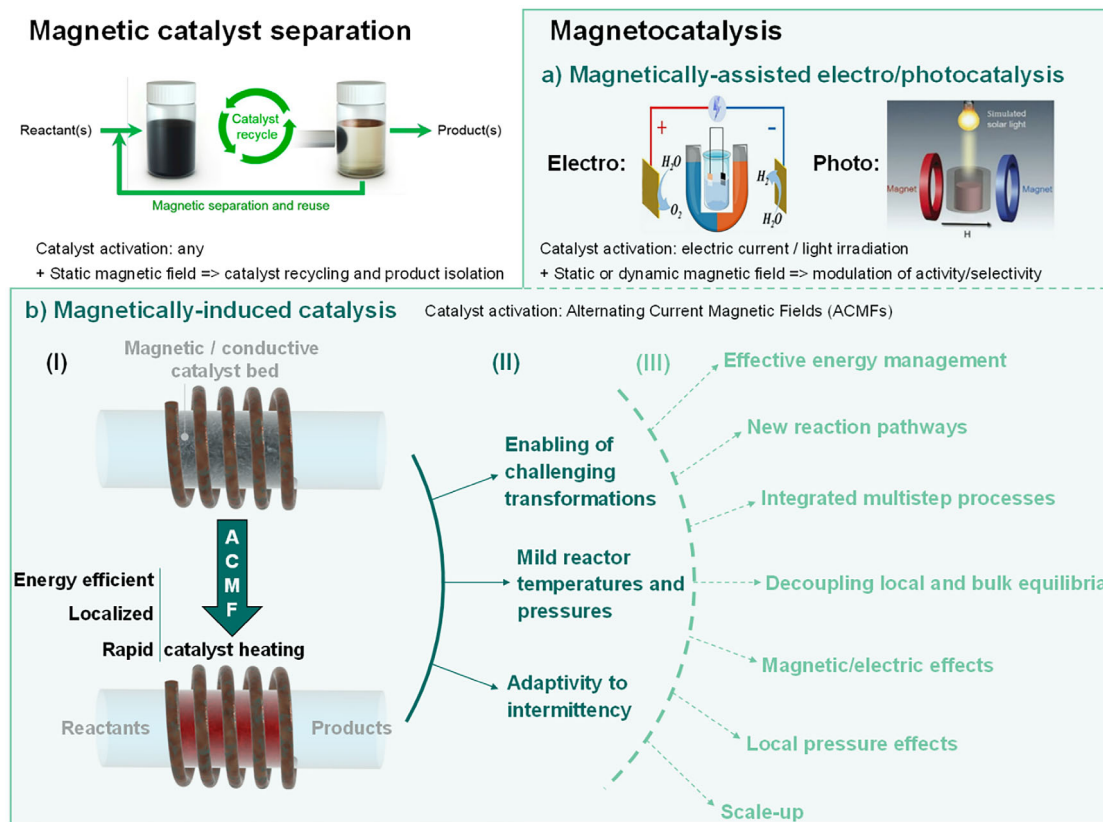 Magnetic catalyst separation
Reactant(s)
Catalyst
recycle
Product(s)
Magnetic separation and reuse
Catalyst activation: any
+ Static magnetic field => catalyst recycling and product isolation
Magnetocatalysis
a) Magnetically-assisted electro/photocatalysis
Electro:
+
−
H₂O
O₂
H₂
H₂O
Photo:
Simulated
solar light
Magnet
Magnet
H
Catalyst activation: electric current / light irradiation
+ Static or dynamic magnetic field => modulation of activity/selectivity
b) Magnetically-induced catalysis
Catalyst activation: Alternating Current Magnetic Fields (ACMFs)
(I)
Magnetic / conductive
catalyst bed
A
C
M
F
Energy efficient
Localized
Rapid
catalyst heating
Reactants
Products
(II)
Enabling of
challenging
transformations
Mild reactor
temperatures and
pressures
Adaptivity to
intermittency
(III)
Effective energy management
New reaction pathways
Integrated multistep processes
Decoupling local and bulk equilibria
Magnetic/electric effects
Local pressure effects
Scale-up